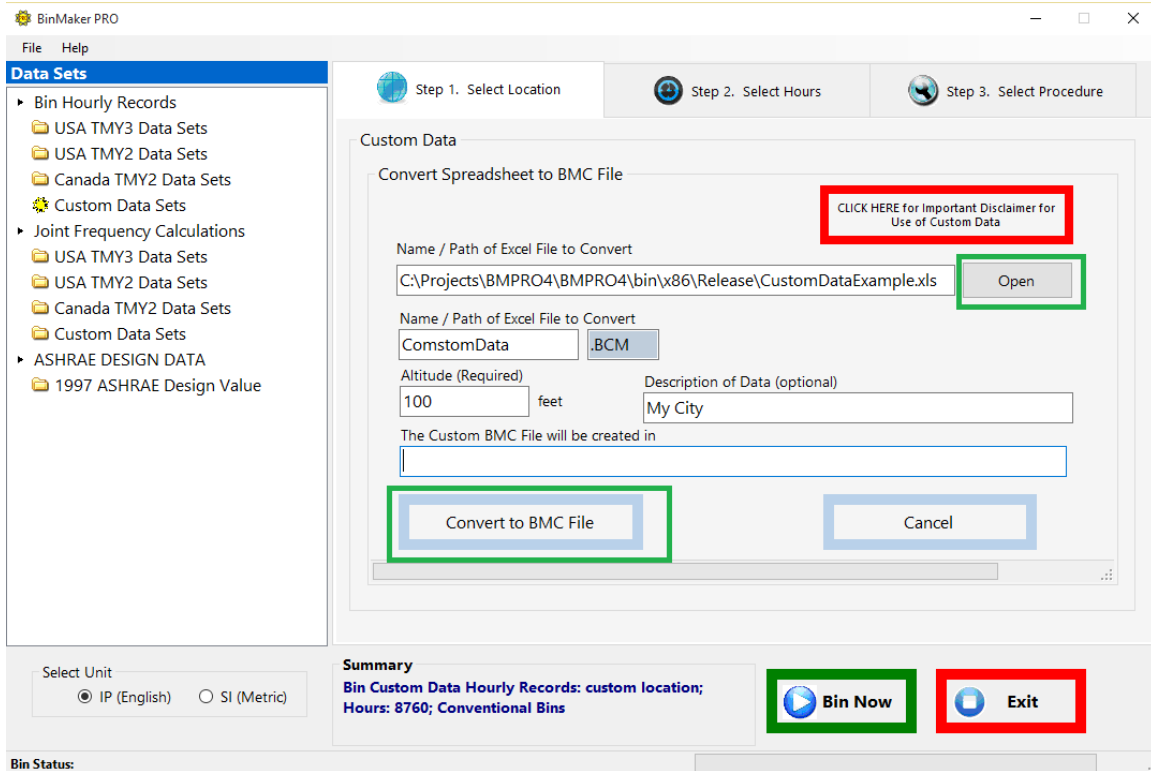 BinMaker PRO
File Help
Data Sets
Bin Hourly Records
USA TMY3 Data Sets
USA TMY2 Data Sets
Canada TMY2 Data Sets
Custom Data Sets
Joint Frequency Calculations
USA TMY3 Data Sets
USA TMY2 Data Sets
Canada TMY2 Data Sets
Custom Data Sets
ASHRAE DESIGN DATA
1997 ASHRAE Design Value
Step 1. Select Location
Step 2. Select Hours
Step 3. Select Procedure
Custom Data
Convert Spreadsheet to BMC File
CLICK HERE for Important Disclaimer for
Use of Custom Data
Name / Path of Excel File to Convert
C:\Projects\BMPRO4\BMPRO4\bin\x86\Release\CustomDataExample.xls
Open
Name / Path of Excel File to Convert
ComstomData .BCM
Altitude (Required)
100 feet
Description of Data (optional)
My City
The Custom BMC File will be created in
Convert to BMC File
Cancel
Select Unit
IP (English) SI (Metric)
Summary
Bin Custom Data Hourly Records: custom location;
Hours: 8760; Conventional Bins
Bin Now
Exit
Bin Status: